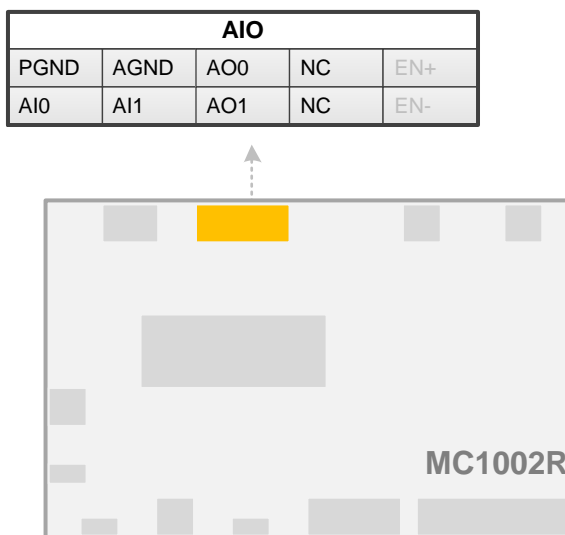 AIO
PGND AGND AO0 NC EN+
AI0 AI1 AO1 NC EN-
MC1002R